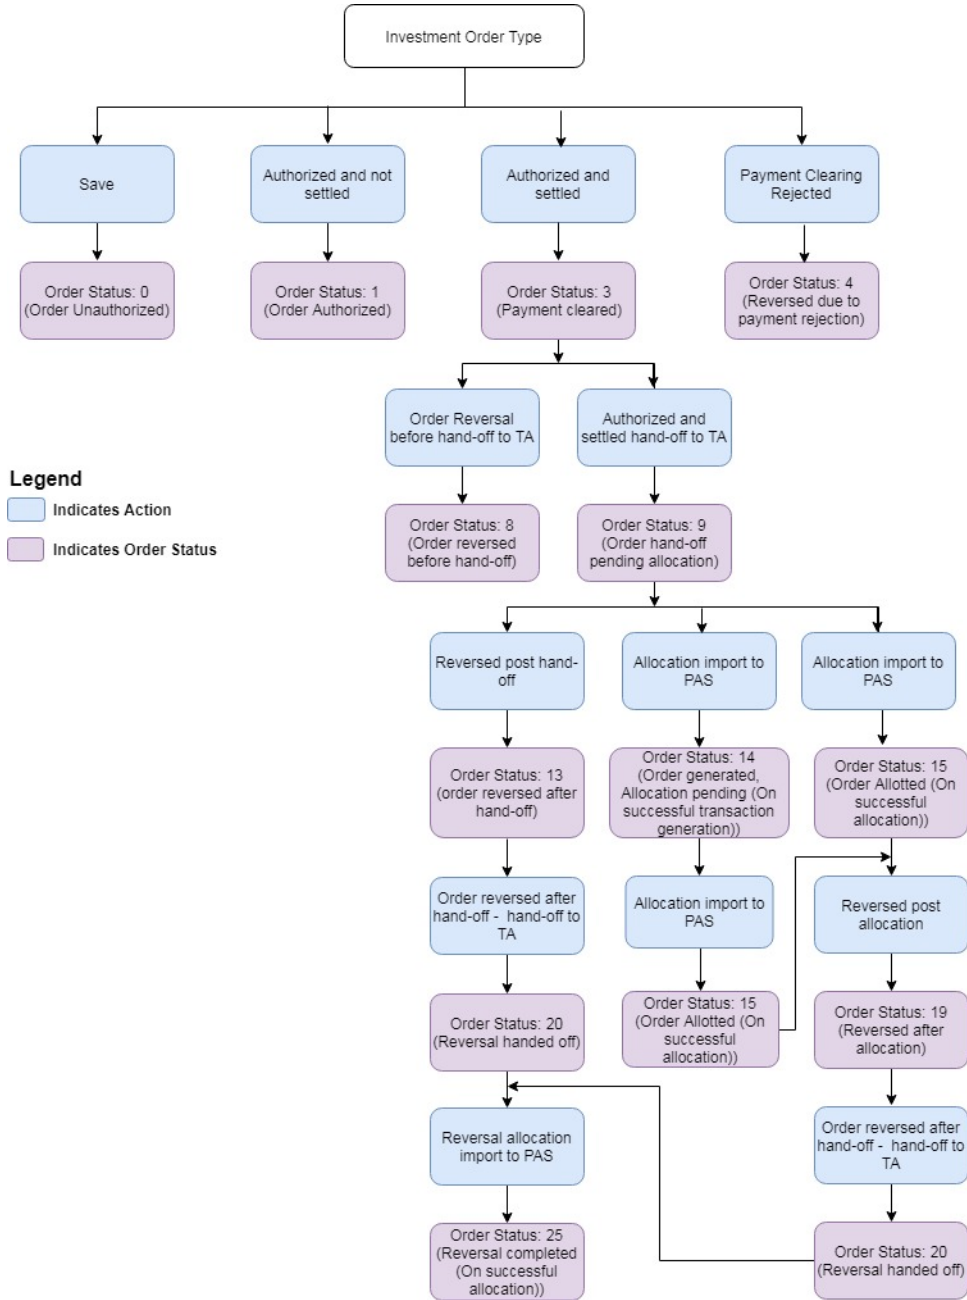 Investment Order Type
Save
Authorized and not
settled
Authorized and
settled
Payment Clearing
Rejected
Order Status: 0
(Order Unauthorized)
Order Status: 1
(Order Authorized)
Order Status: 3
(Payment cleared)
Order Status: 4
(Reversed due to
payment rejection)
Order Reversal
before hand-off to TA
Authorized and
settled hand-off to TA
Legend
Indicates Action
Indicates Order Status
Order Status: 8
(Order reversed
before hand-off)
Order Status: 9
(Order hand-off
pending allocation)
Reversed post hand-
off
Allocation import to
PAS
Allocation import to
PAS
Order Status: 13
(order reversed after
hand-off)
Order Status: 14
(Order generated,
Allocation pending (On
successful transaction
generation))
Order Status: 15
(Order Allotted (On
successful
allocation))
Order reversed after
hand-off - hand-off to
TA
Allocation import to
PAS
Reversed post
allocation
Order Status: 20
(Reversal handed off)
Order Status: 15
(Order Allotted (On
successful
allocation))
Order Status: 19
(Reversed after
allocation)
Reversal allocation
import to PAS
Order reversed after
hand-off - hand-off to
TA
Order Status: 25
(Reversal completed
(On successful
allocation))
Order Status: 20
(Reversal handed off)